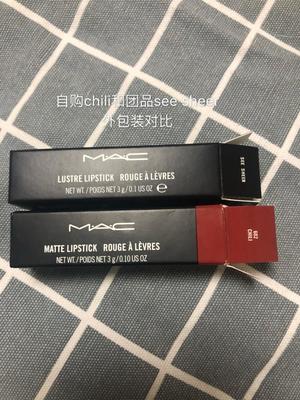 自购chili和团品see sheer
外包装对比
MAC
LUSTRE LIPSTICK ROUGE À LÈVRES
NET WT. / POIDS NET 3 g / 0.1 US OZ ℮
SEE SHEER
MAC
MATTE LIPSTICK ROUGE À LÈVRES
NET WT. / POIDS NET 3 g / 0.10 US OZ
602
CHILI